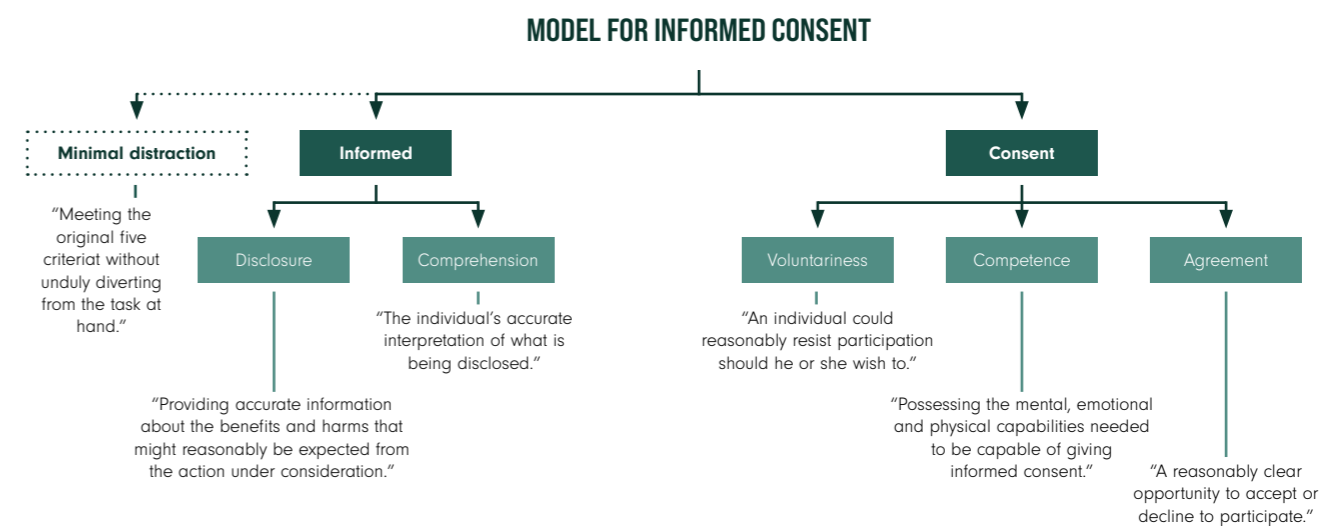 MODEL FOR INFORMED CONSENT
Minimal distraction
Informed
Consent
"Meeting the
original five
criteriat without
unduly diverting
from the task at
hand."
Disclosure
Comprehension
Voluntariness
Competence
Agreement
"The individual's accurate
interpretation of what is
being disclosed."
"An individual could
reasonably resist participation
should he or she wish to."
"Providing accurate information
about the benefits and harms that
might reasonably be expected from
the action under consideration."
"Possessing the mental, emotional
and physical capabilities needed
to be capable of giving
informed consent."
"A reasonably clear
opportunity to accept or
decline to participate."